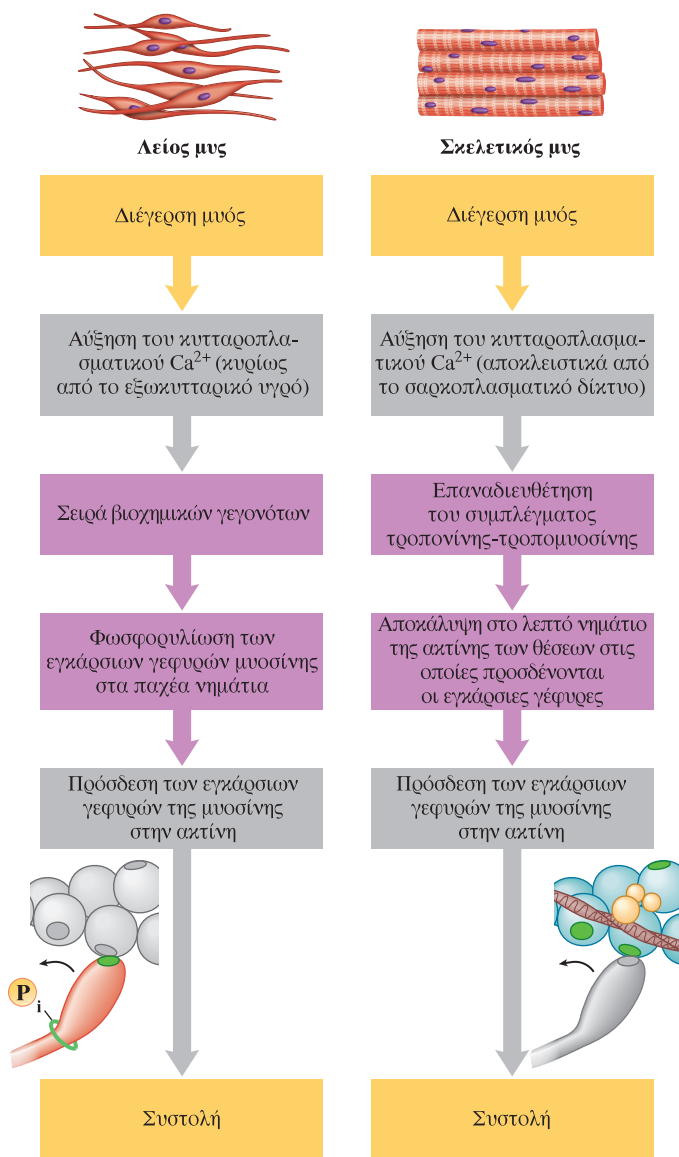 Λείος μυς
Διέγερση μυός
Αύξηση του κυτταροπλα-
σματικού Ca²⁺ (κυρίως
από το εξωκυτταρικό υγρό)
Σειρά βιοχημικών γεγονότων
Φωσφορυλίωση των
εγκάρσιων γεφυρών μυοσίνης
στα παχέα νημάτια
Πρόσδεση των εγκάρσιων
γεφυρών της μυοσίνης
στην ακτίνη
P
i
Συστολή
Σκελετικός μυς
Διέγερση μυός
Αύξηση του κυτταροπλασμα-
τικού Ca²⁺ (αποκλειστικά από
το σαρκοπλασματικό δίκτυο)
Επαναδιευθέτηση
του συμπλέγματος
τροπονίνης-τροπομυοσίνης
Αποκάλυψη στο λεπτό νημάτιο
της ακτίνης των θέσεων στις
οποίες προσδένονται
οι εγκάρσιες γέφυρες
Πρόσδεση των εγκάρσιων
γεφυρών της μυοσίνης
στην ακτίνη
Συστολή